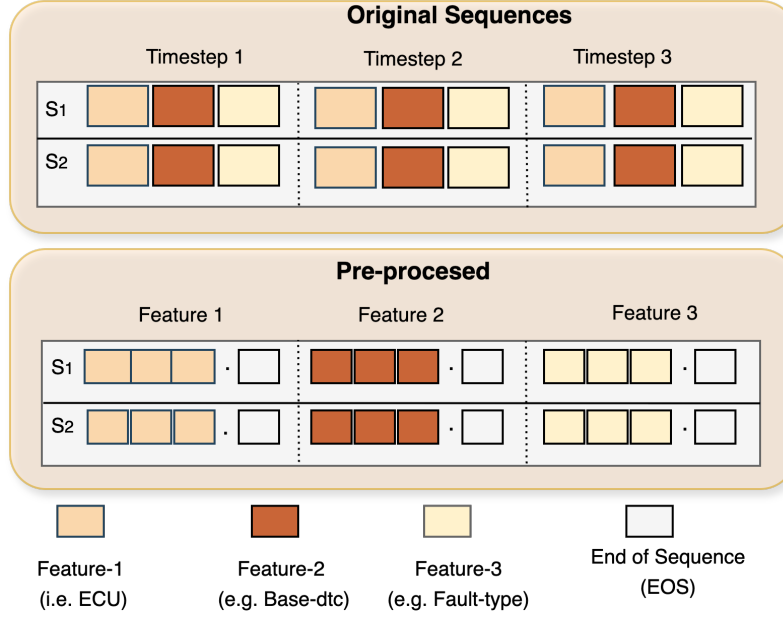 Original Sequences
Timestep 1 Timestep 2 Timestep 3
S1
S2
Pre-procesed
Feature 1 Feature 2 Feature 3
S1 . . .
S2 . . .
Feature-1 Feature-2 Feature-3 End of Sequence
(i.e. ECU) (e.g. Base-dtc) (e.g. Fault-type) (EOS)